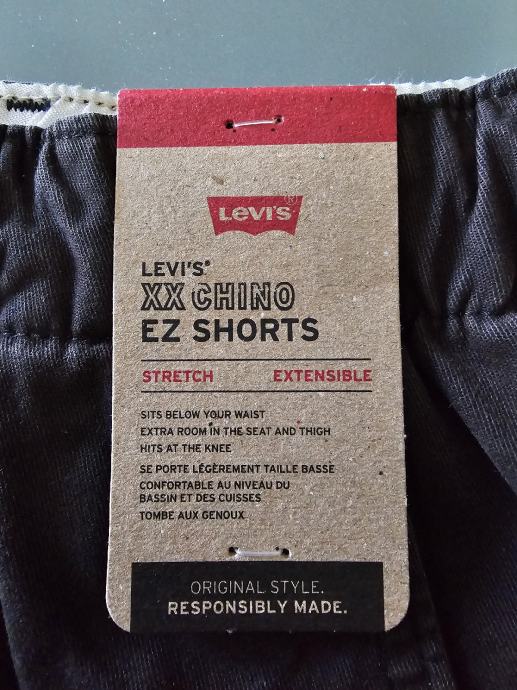 LEVI'S®
LEVI'S®
XX CHINO
EZ SHORTS
STRETCH EXTENSIBLE
SITS BELOW YOUR WAIST
EXTRA ROOM IN THE SEAT AND THIGH
HITS AT THE KNEE
SE PORTE LÉGÈREMENT TAILLE BASSE
CONFORTABLE AU NIVEAU DU
BASSIN ET DES CUISSES
TOMBE AUX GENOUX
ORIGINAL STYLE.
RESPONSIBLY MADE.